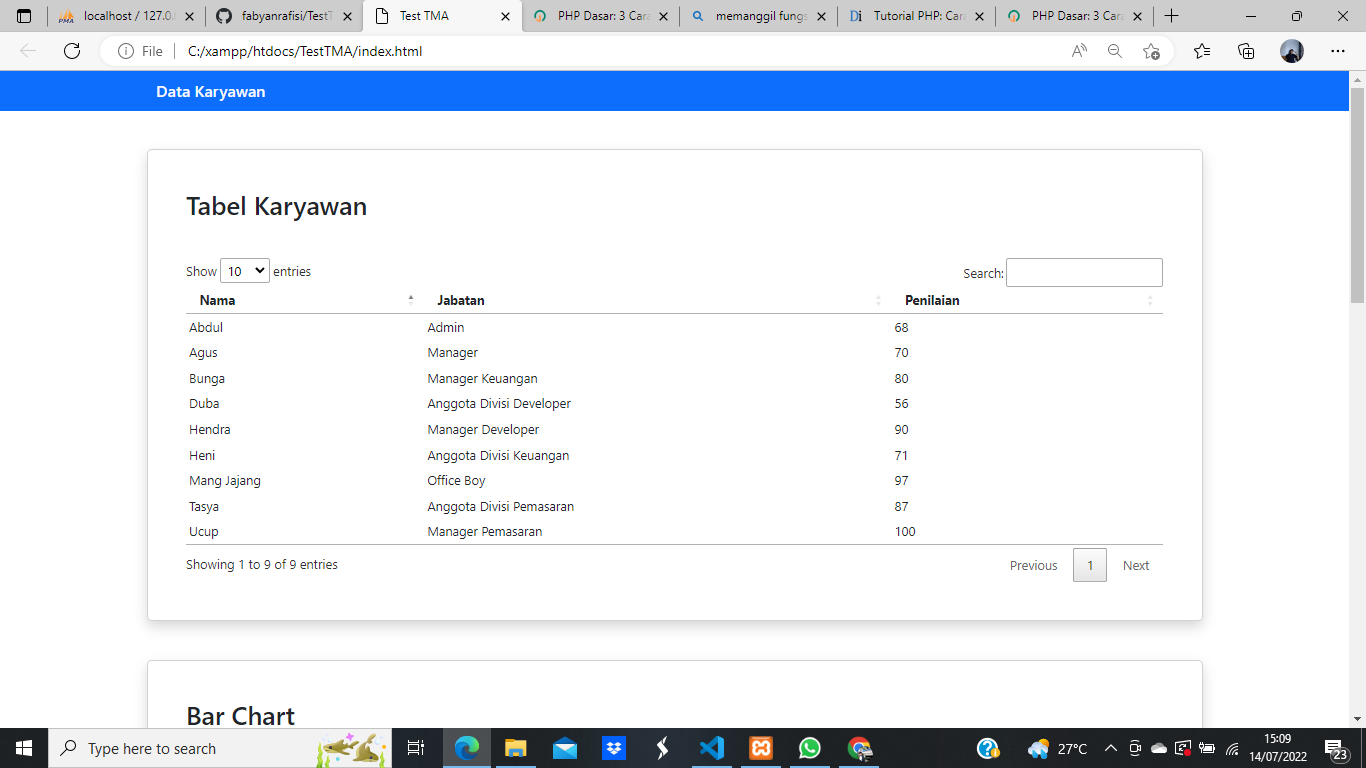 localhost / 127.0.
fabyanrafisi/TestT
Test TMA
PHP Dasar: 3 Cara
memanggil fungs
Tutorial PHP: Car
PHP Dasar: 3 Cara
File
C:/xampp/htdocs/TestTMA/index.html
Data Karyawan
Tabel Karyawan
Show 10 entries
Search:
Nama Jabatan Penilaian
Abdul Admin 68
Agus Manager 70
Bunga Manager Keuangan 80
Duba Anggota Divisi Developer 56
Hendra Manager Developer 90
Heni Anggota Divisi Keuangan 71
Mang Jajang Office Boy 97
Tasya Anggota Divisi Pemasaran 87
Ucup Manager Pemasaran 100
Showing 1 to 9 of 9 entries
Previous 1 Next
Bar Chart
Type here to search
27°C
15:09
14/07/2022
23